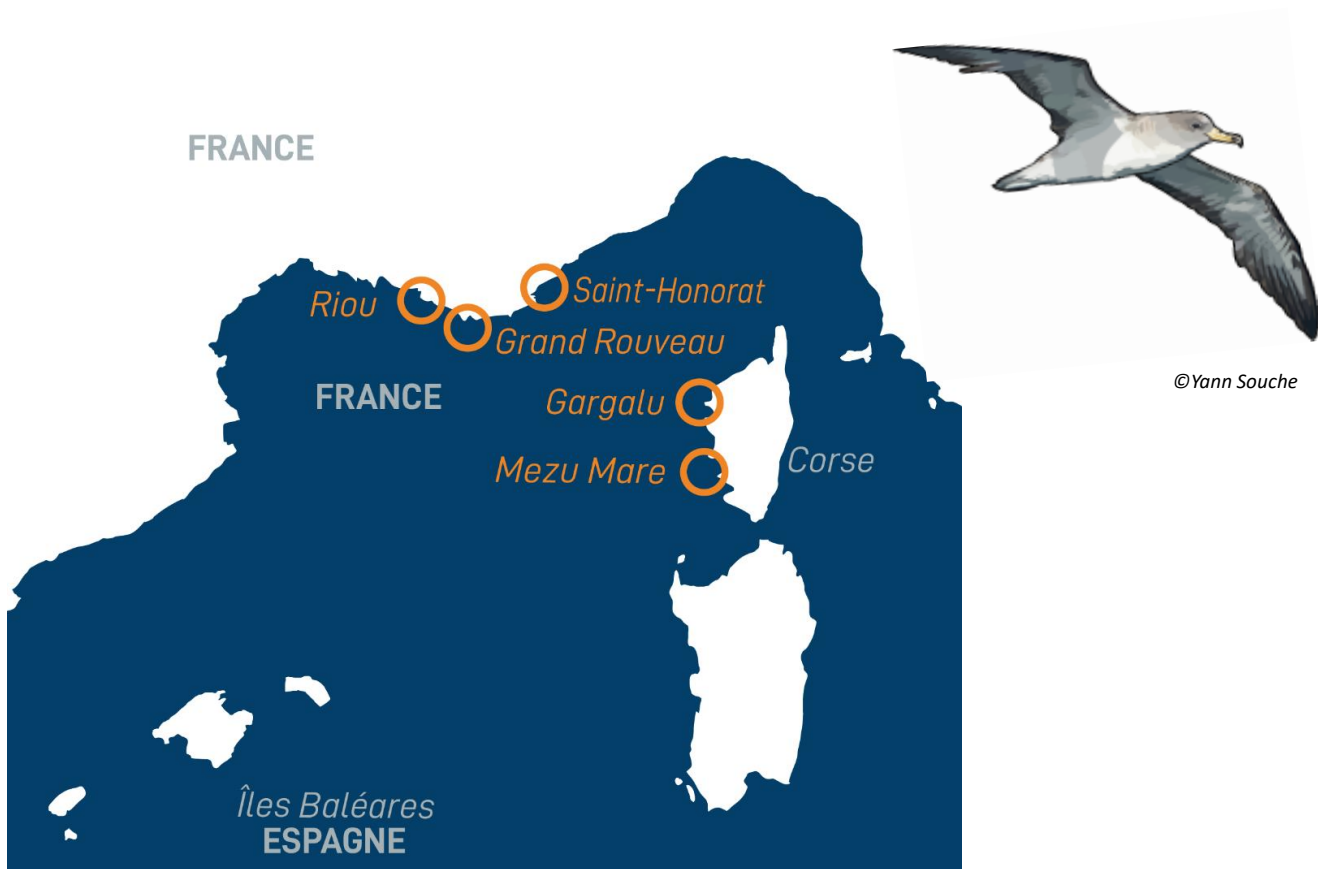 FRANCE
Riou
Saint-Honorat
Grand Rouveau
FRANCE
Gargalu
Mezu Mare
Corse
Îles Baléares
ESPAGNE
©Yann Souche